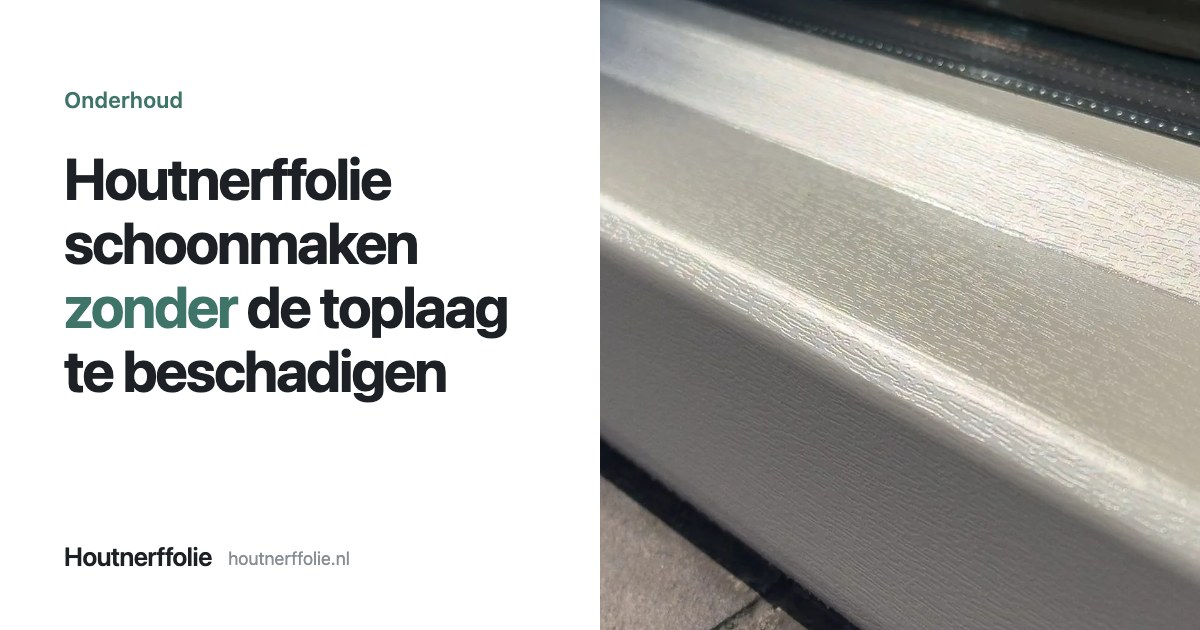 Onderhoud
Houtnerffolie
schoonmaken
zonder de toplaag
te beschadigen
Houtnerffolie houtnerffolie.nl